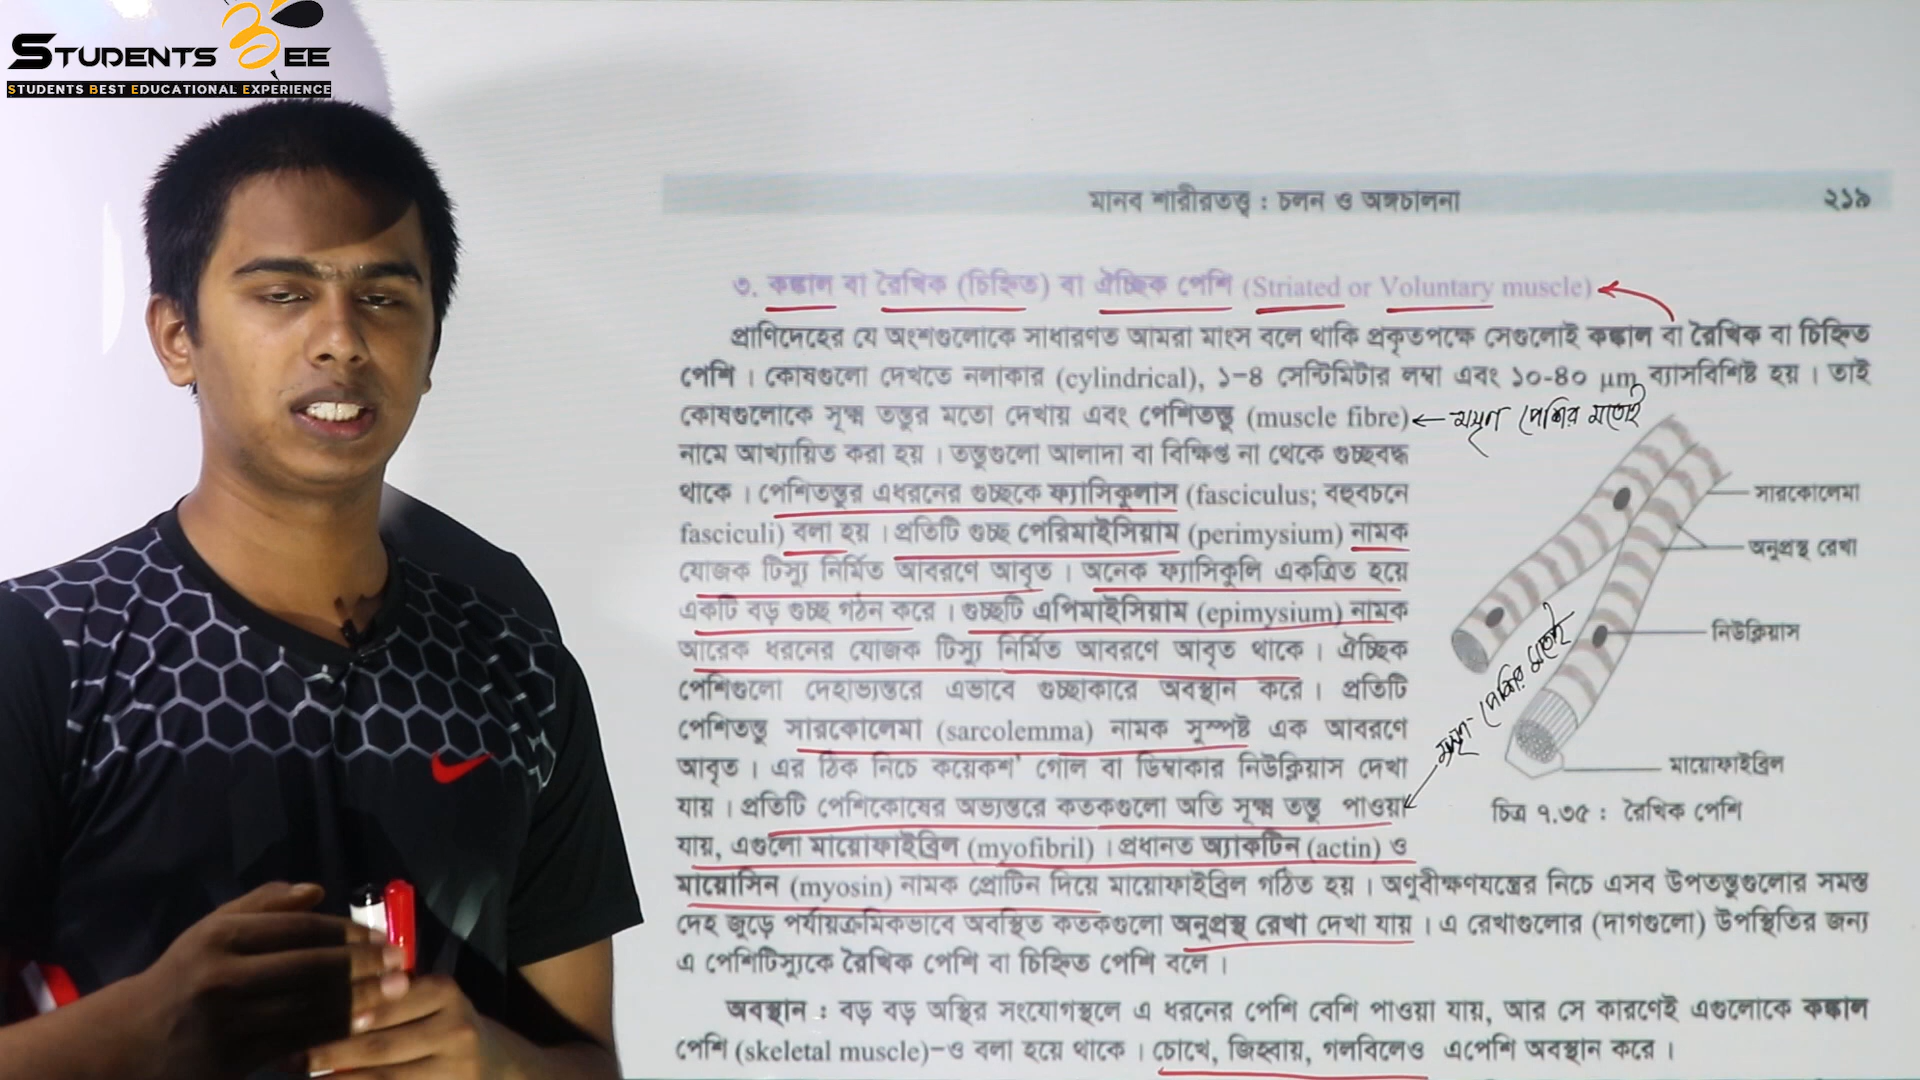 STUDENTS BEE
STUDENTS BEST EDUCATIONAL EXPERIENCE
মানব শারীরতত্ত্ব : চলন ও অঙ্গচালনা ২১৯
৩. কঙ্কাল বা রৈখিক (চিহ্নিত) বা ঐচ্ছিক পেশি (Striated or Voluntary muscle)
প্রাণিদেহের যে অংশগুলোকে সাধারণত আমরা মাংস বলে থাকি প্রকৃতপক্ষে সেগুলোই কঙ্কাল বা রৈখিক বা চিহ্নিত
পেশি । কোষগুলো দেখতে নলাকার (cylindrical), ১-৪ সেন্টিমিটার লম্বা এবং ১০-৪০ μm ব্যাসবিশিষ্ট হয় । তাই
কোষগুলোকে সূক্ষ্ম তন্তুর মতো দেখায় এবং পেশিতন্তু (muscle fibre)
মসৃণ পেশির মতোই
নামে আখ্যায়িত করা হয় । তন্তুগুলো আলাদা বা বিক্ষিপ্ত না থেকে গুচ্ছবদ্ধ
থাকে । পেশিতন্তুর এধরনের গুচ্ছকে ফ্যাসিকুলাস (fasciculus; বহুবচনে
fasciculi) বলা হয় । প্রতিটি গুচ্ছ পেরিমাইসিয়াম (perimysium) নামক
যোজক টিস্যু নির্মিত আবরণে আবৃত । অনেক ফ্যাসিকুলি একত্রিত হয়ে
একটি বড় গুচ্ছ গঠন করে । গুচ্ছটি এপিমাইসিয়াম (epimysium) নামক
আরেক ধরনের যোজক টিস্যু নির্মিত আবরণে আবৃত থাকে । ঐচ্ছিক
পেশিগুলো দেহাভ্যন্তরে এভাবে গুচ্ছাকারে অবস্থান করে । প্রতিটি
পেশিতন্তু সারকোলেমা (sarcolemma) নামক সুস্পষ্ট এক আবরণে
আবৃত । এর ঠিক নিচে কয়েকশ' গোল বা ডিম্বাকার নিউক্লিয়াস দেখা
যায় । প্রতিটি পেশিকোষের অভ্যন্তরে কতকগুলো অতি সূক্ষ্ম তন্তু পাওয়া
যায়, এগুলো মায়োফাইব্রিল (myofibril) । প্রধানত অ্যাকটিন (actin) ও
মায়োসিন (myosin) নামক প্রোটিন দিয়ে মায়োফাইব্রিল গঠিত হয় । অণুবীক্ষণযন্ত্রের নিচে এসব উপতন্তুগুলোর সমস্ত
দেহ জুড়ে পর্যায়ক্রমিকভাবে অবস্থিত কতকগুলো অনুপ্রস্থ রেখা দেখা যায় । এ রেখাগুলোর (দাগগুলো) উপস্থিতির জন্য
এ পেশিটিস্যুকে রৈখিক পেশি বা চিহ্নিত পেশি বলে ।
সারকোলেমা
অনুপ্রস্থ রেখা
নিউক্লিয়াস
মায়োফাইব্রিল
মসৃণ পেশির মতোই
চিত্র ৭.৩৫ : রৈখিক পেশি
অবস্থান : বড় বড় অস্থির সংযোগস্থলে এ ধরনের পেশি বেশি পাওয়া যায়, আর সে কারণেই এগুলোকে কঙ্কাল
পেশি (skeletal muscle)-ও বলা হয়ে থাকে । চোখে, জিহ্বায়, গলবিলেও এপেশি অবস্থান করে ।